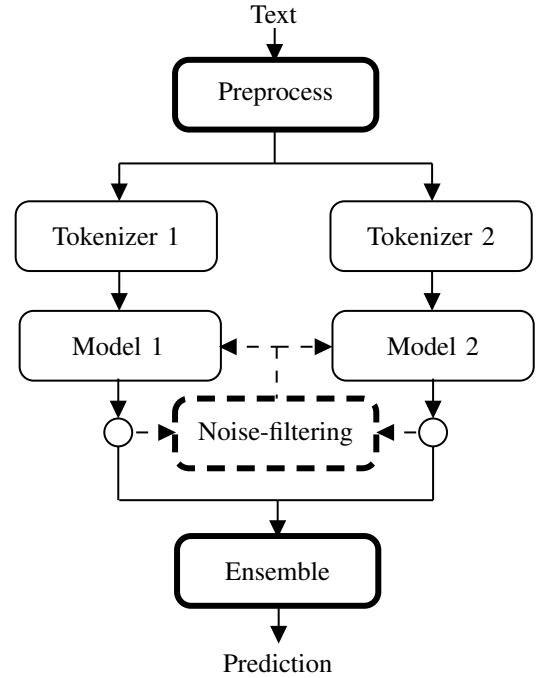 Text
Preprocess
Tokenizer 1
Tokenizer 2
Model 1
Model 2
Noise-filtering
Ensemble
Prediction